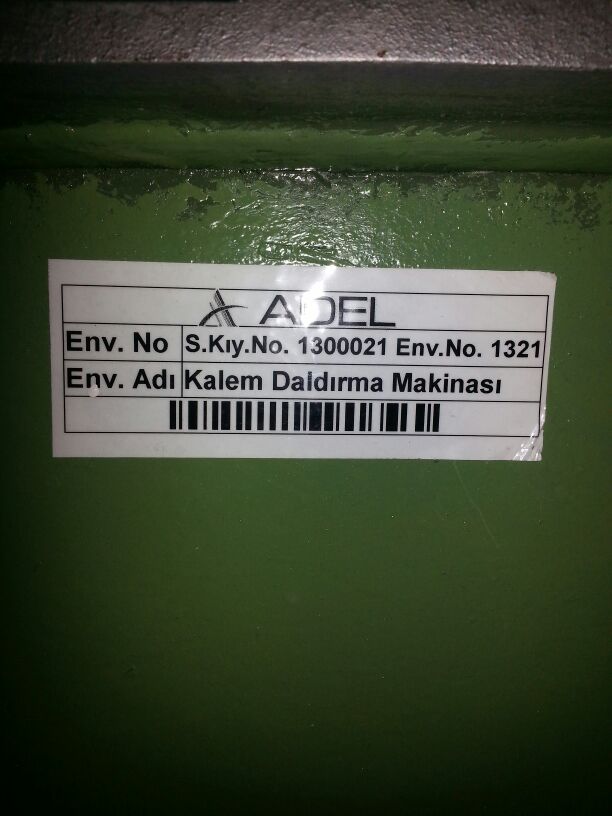 ADEL
Env. No S.Kıy.No. 1300021 Env.No. 1321
Env. Adı Kalem Daldırma Makinası